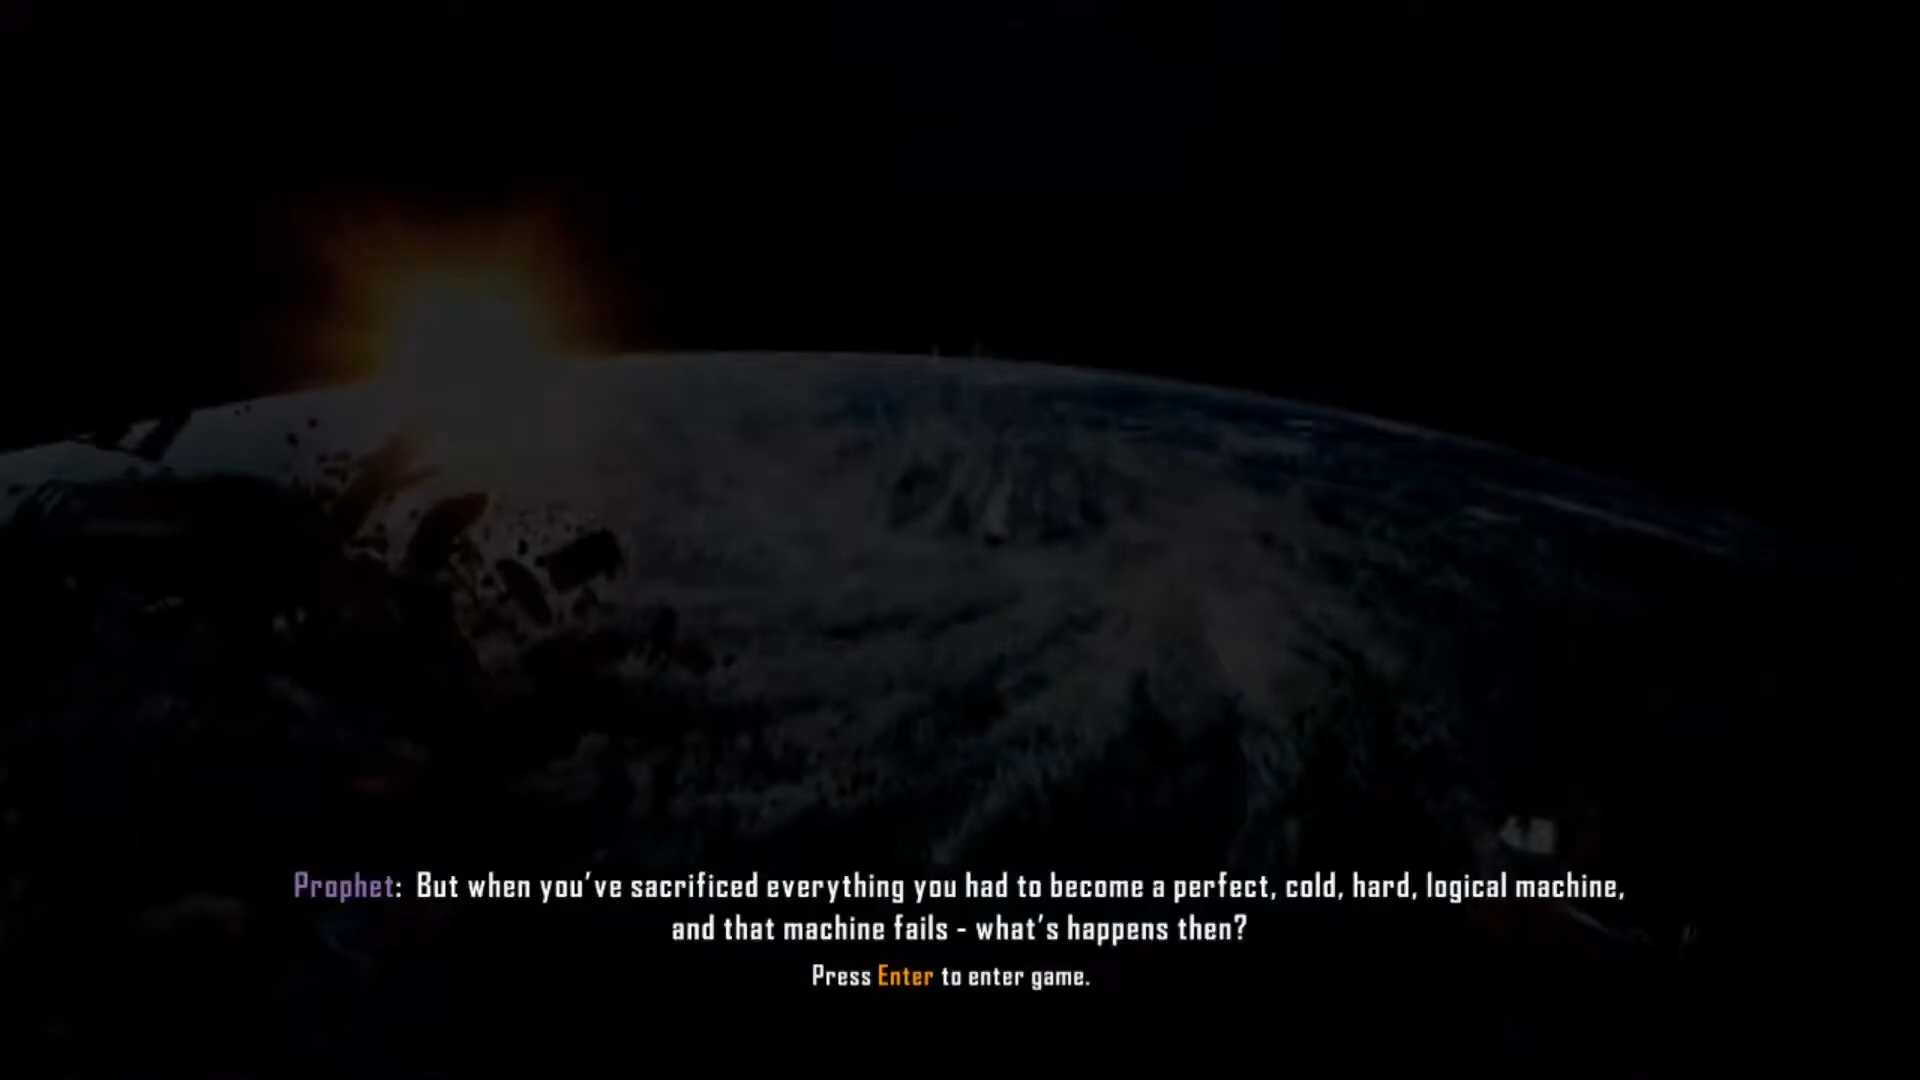 Prophet: But when you've sacrificed everything you had to become a perfect, cold, hard, logical machine,
and that machine fails - what's happens then?
Press Enter to enter game.